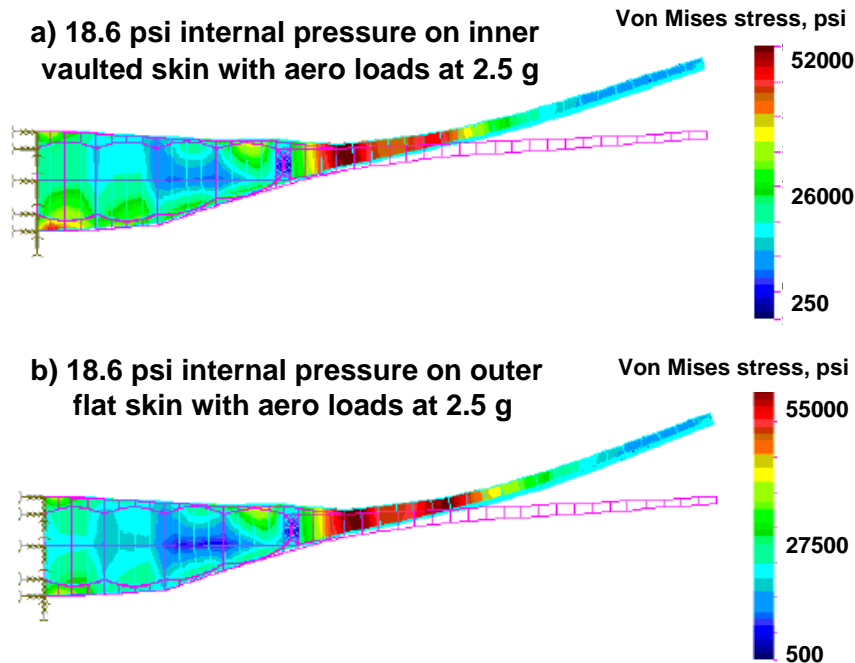 a) 18.6 psi internal pressure on inner
vaulted skin with aero loads at 2.5 g
Von Mises stress, psi
52000
26000
250
b) 18.6 psi internal pressure on outer
flat skin with aero loads at 2.5 g
Von Mises stress, psi
55000
27500
500